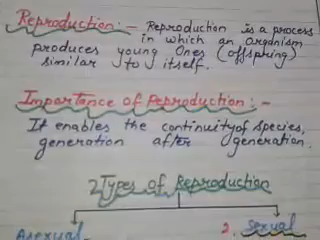 Reproduction:- Reproduction is a process
in which an organism
produces young Ones (offspring)
similar to itself.
Importance of Reproduction:-
It enables the continuity of species,
generation after generation.
2 Types of Reproduction
Asexual
2. Sexual